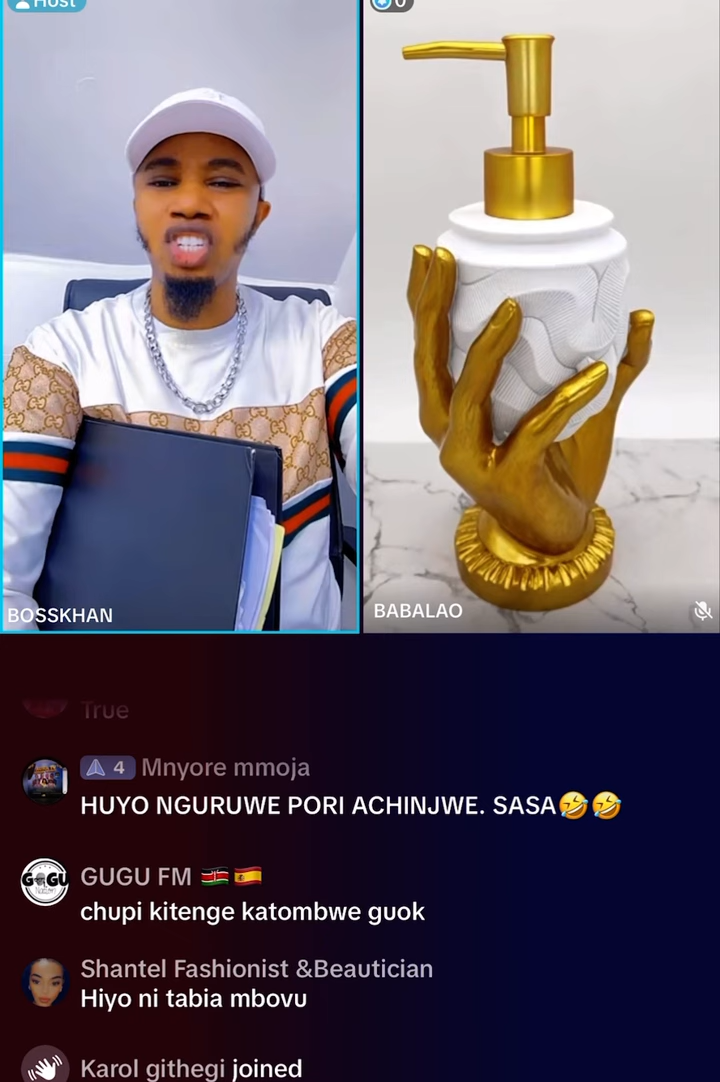 Host
0
BOSSKHAN
BABALAO
True
4 Mnyore mmoja
HUYO NGURUWE PORI ACHINJWE. SASA🤣🤣
GUGU FM 🇰🇪🇪🇸
chupi kitenge katombwe guok
Shantel Fashionist &Beautician
Hiyo ni tabia mbovu
Karol githegi joined